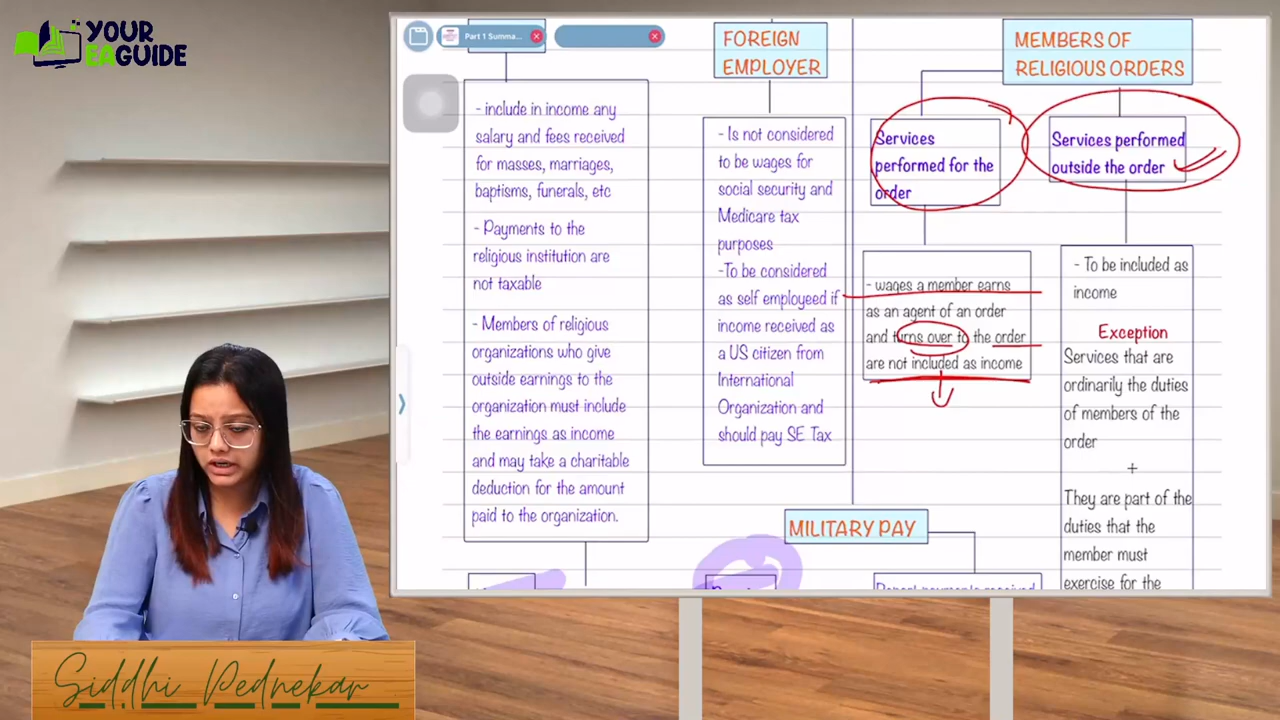 YOUR
EAGUIDE
Part 1 Summa...
- include in income any
salary and fees received
for masses, marriages,
baptisms, funerals, etc
- Payments to the
religious institution are
not taxable
- Members of religious
organizations who give
outside earnings to the
organization must include
the earnings as income
and may take a charitable
deduction for the amount
paid to the organization.
FOREIGN
EMPLOYER
- Is not considered
to be wages for
social security and
Medicare tax
purposes
-To be considered
as self employeed if
income received as
a US citizen from
International
Organization and
should pay SE Tax
MEMBERS OF
RELIGIOUS ORDERS
Services
performed for the
order
- wages a member earns
as an agent of an order
and turns over to the order
are not included as income
Services performed
outside the order
- To be included as
income
Exception
Services that are
ordinarily the duties
of members of the
order
+
They are part of the
duties that the
member must
exercise for the
MILITARY PAY
payments received
Siddhi Pednekar